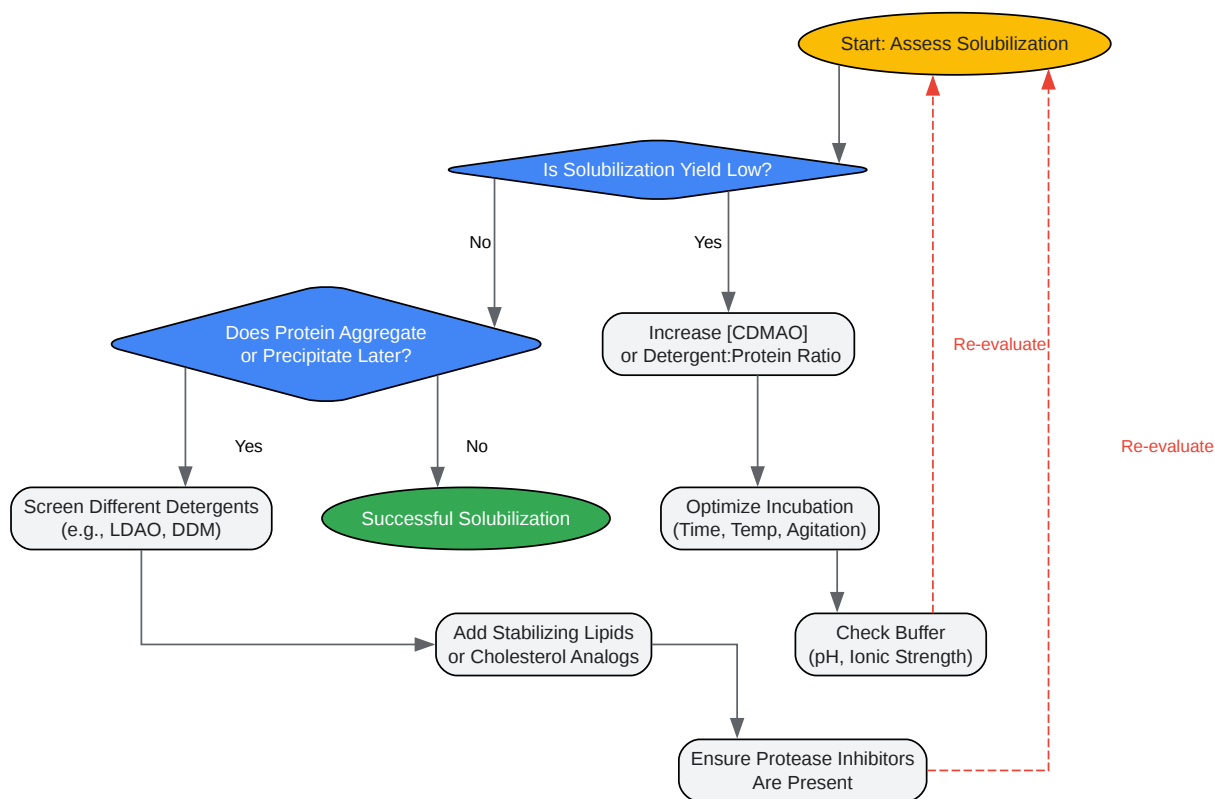 Start: Assess Solubilization
Is Solubilization Yield Low?
No
Yes
Does Protein Aggregate
or Precipitate Later?
Increase [CDMAO]
or Detergent:Protein Ratio
Re-evaluate
Yes
No
Re-evaluate
Screen Different Detergents
(e.g., LDAO, DDM)
Successful Solubilization
Optimize Incubation
(Time, Temp, Agitation)
Add Stabilizing Lipids
or Cholesterol Analogs
Check Buffer
(pH, Ionic Strength)
Ensure Protease Inhibitors
Are Present